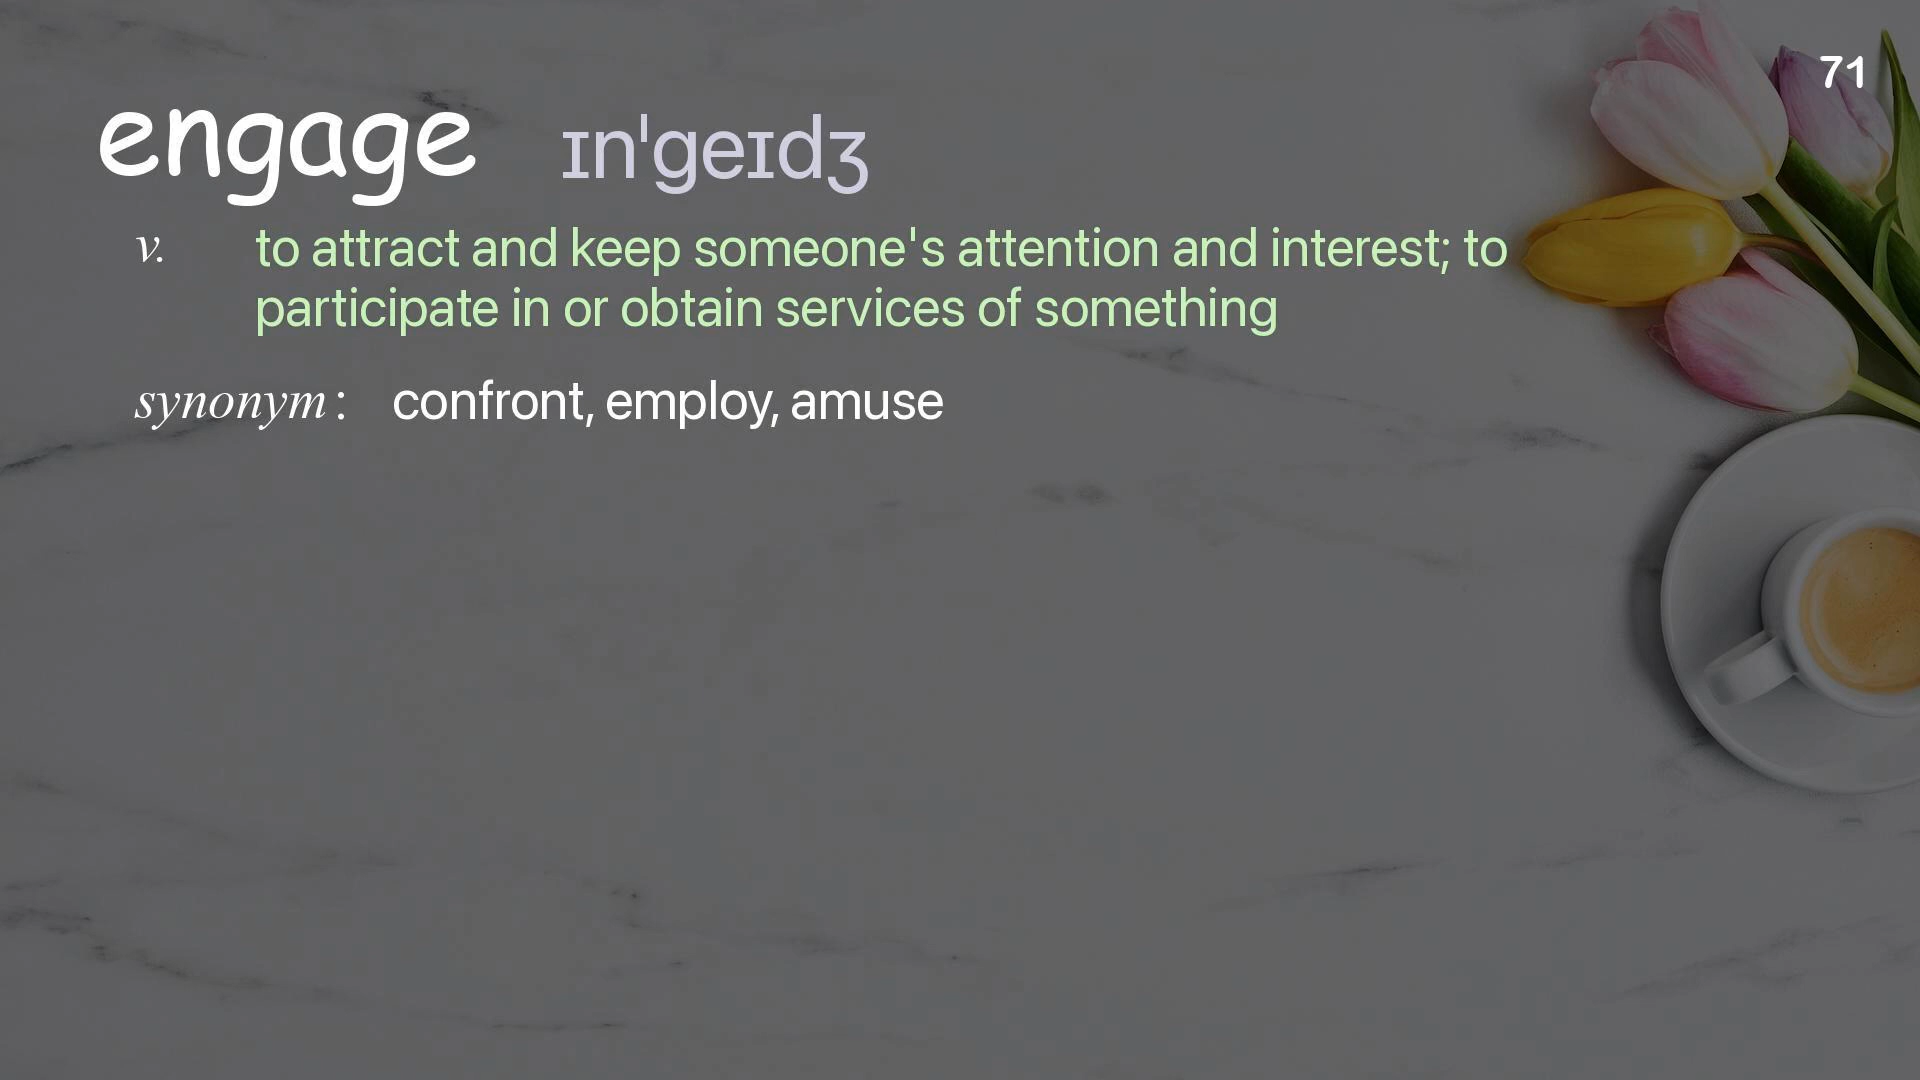 71
engage ɪnˈgeɪdʒ
v. to attract and keep someone's attention and interest; to
participate in or obtain services of something
synonym: confront, employ, amuse